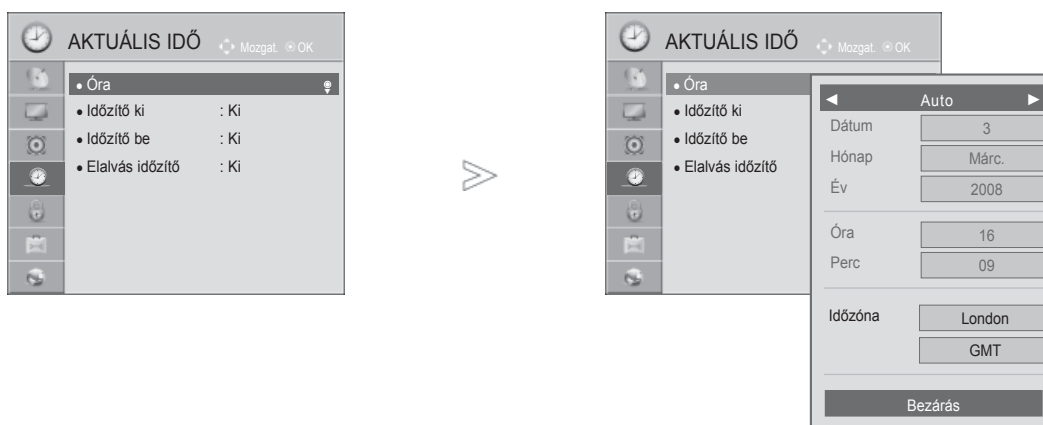 AKTUÁLIS IDŐ Mozgat. OK
• Óra
• Időzítő ki : Ki
• Időzítő be : Ki
• Elalvás időzítő : Ki
AKTUÁLIS IDŐ Mozgat. OK
• Óra
• Időzítő ki
• Időzítő be
• Elalvás időzítő
◀ Auto ▶
Dátum 3
Hónap Márc.
Év 2008
Óra 16
Perc 09
Időzóna London
GMT
Bezárás